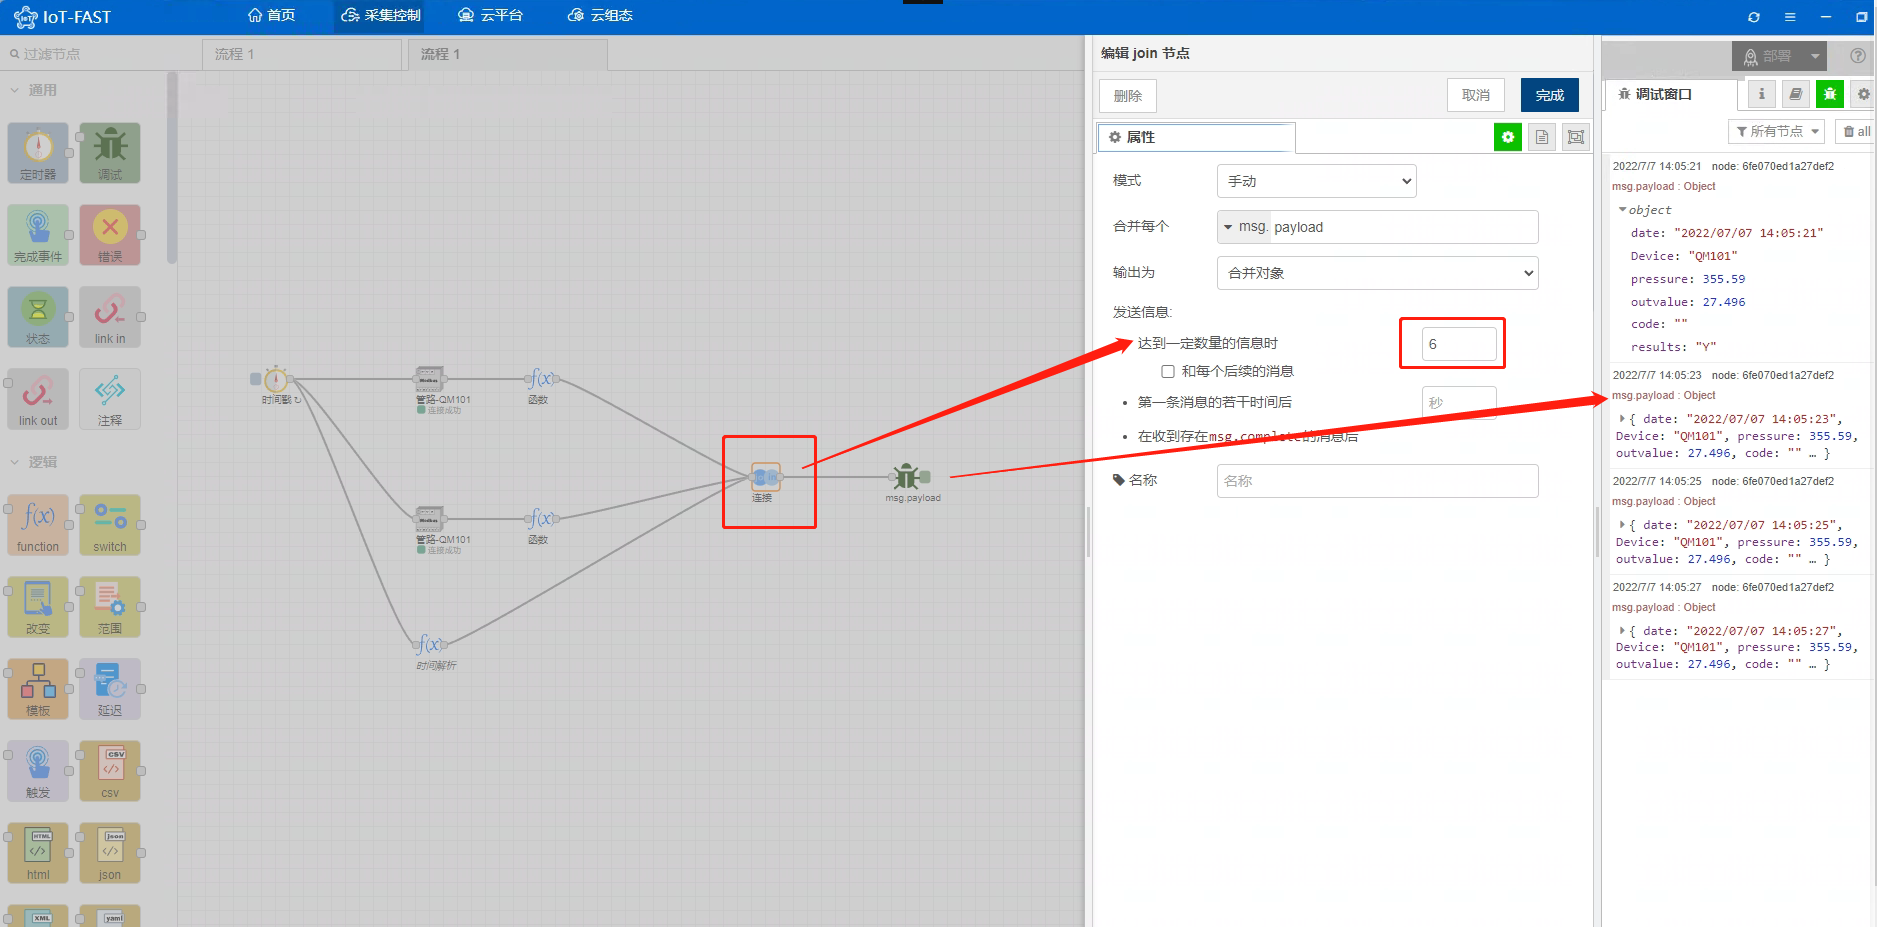 IoT-FAST
首页
采集控制
云平台
云组态
过滤节点
流程 1
流程 1
通用
定时器
调试
完成事件
错误
状态
link in
link out
注释
逻辑
function
switch
改变
范围
模板
延迟
触发
CSV
csv
HTML
html
json
json
XML
yaml
时间戳 ↻
管路-QM101
连接成功
f(x)
函数
管路-QM101
连接成功
f(x)
函数
f(x)
时间解析
连接
msg.payload
编辑 join 节点
删除
取消
完成
属性
模式
手动
合并每个
msg. payload
输出为
合并对象
发送信息:
达到一定数量的信息时
6
和每个后续的消息
第一条消息的若干时间后
秒
在收到存在msg.complete的消息后
名称
名称
部署
调试窗口
所有节点
all
2022/7/7 14:05:21 node: 6fe070ed1a27def2
msg.payload : Object
object
date: "2022/07/07 14:05:21"
Device: "QM101"
pressure: 355.59
outvalue: 27.496
code: ""
results: "Y"
2022/7/7 14:05:23 node: 6fe070ed1a27def2
msg.payload : Object
{ date: "2022/07/07 14:05:23",
Device: "QM101", pressure: 355.59,
outvalue: 27.496, code: "" … }
2022/7/7 14:05:25 node: 6fe070ed1a27def2
msg.payload : Object
{ date: "2022/07/07 14:05:25",
Device: "QM101", pressure: 355.59,
outvalue: 27.496, code: "" … }
2022/7/7 14:05:27 node: 6fe070ed1a27def2
msg.payload : Object
{ date: "2022/07/07 14:05:27",
Device: "QM101", pressure: 355.59,
outvalue: 27.496, code: "" … }